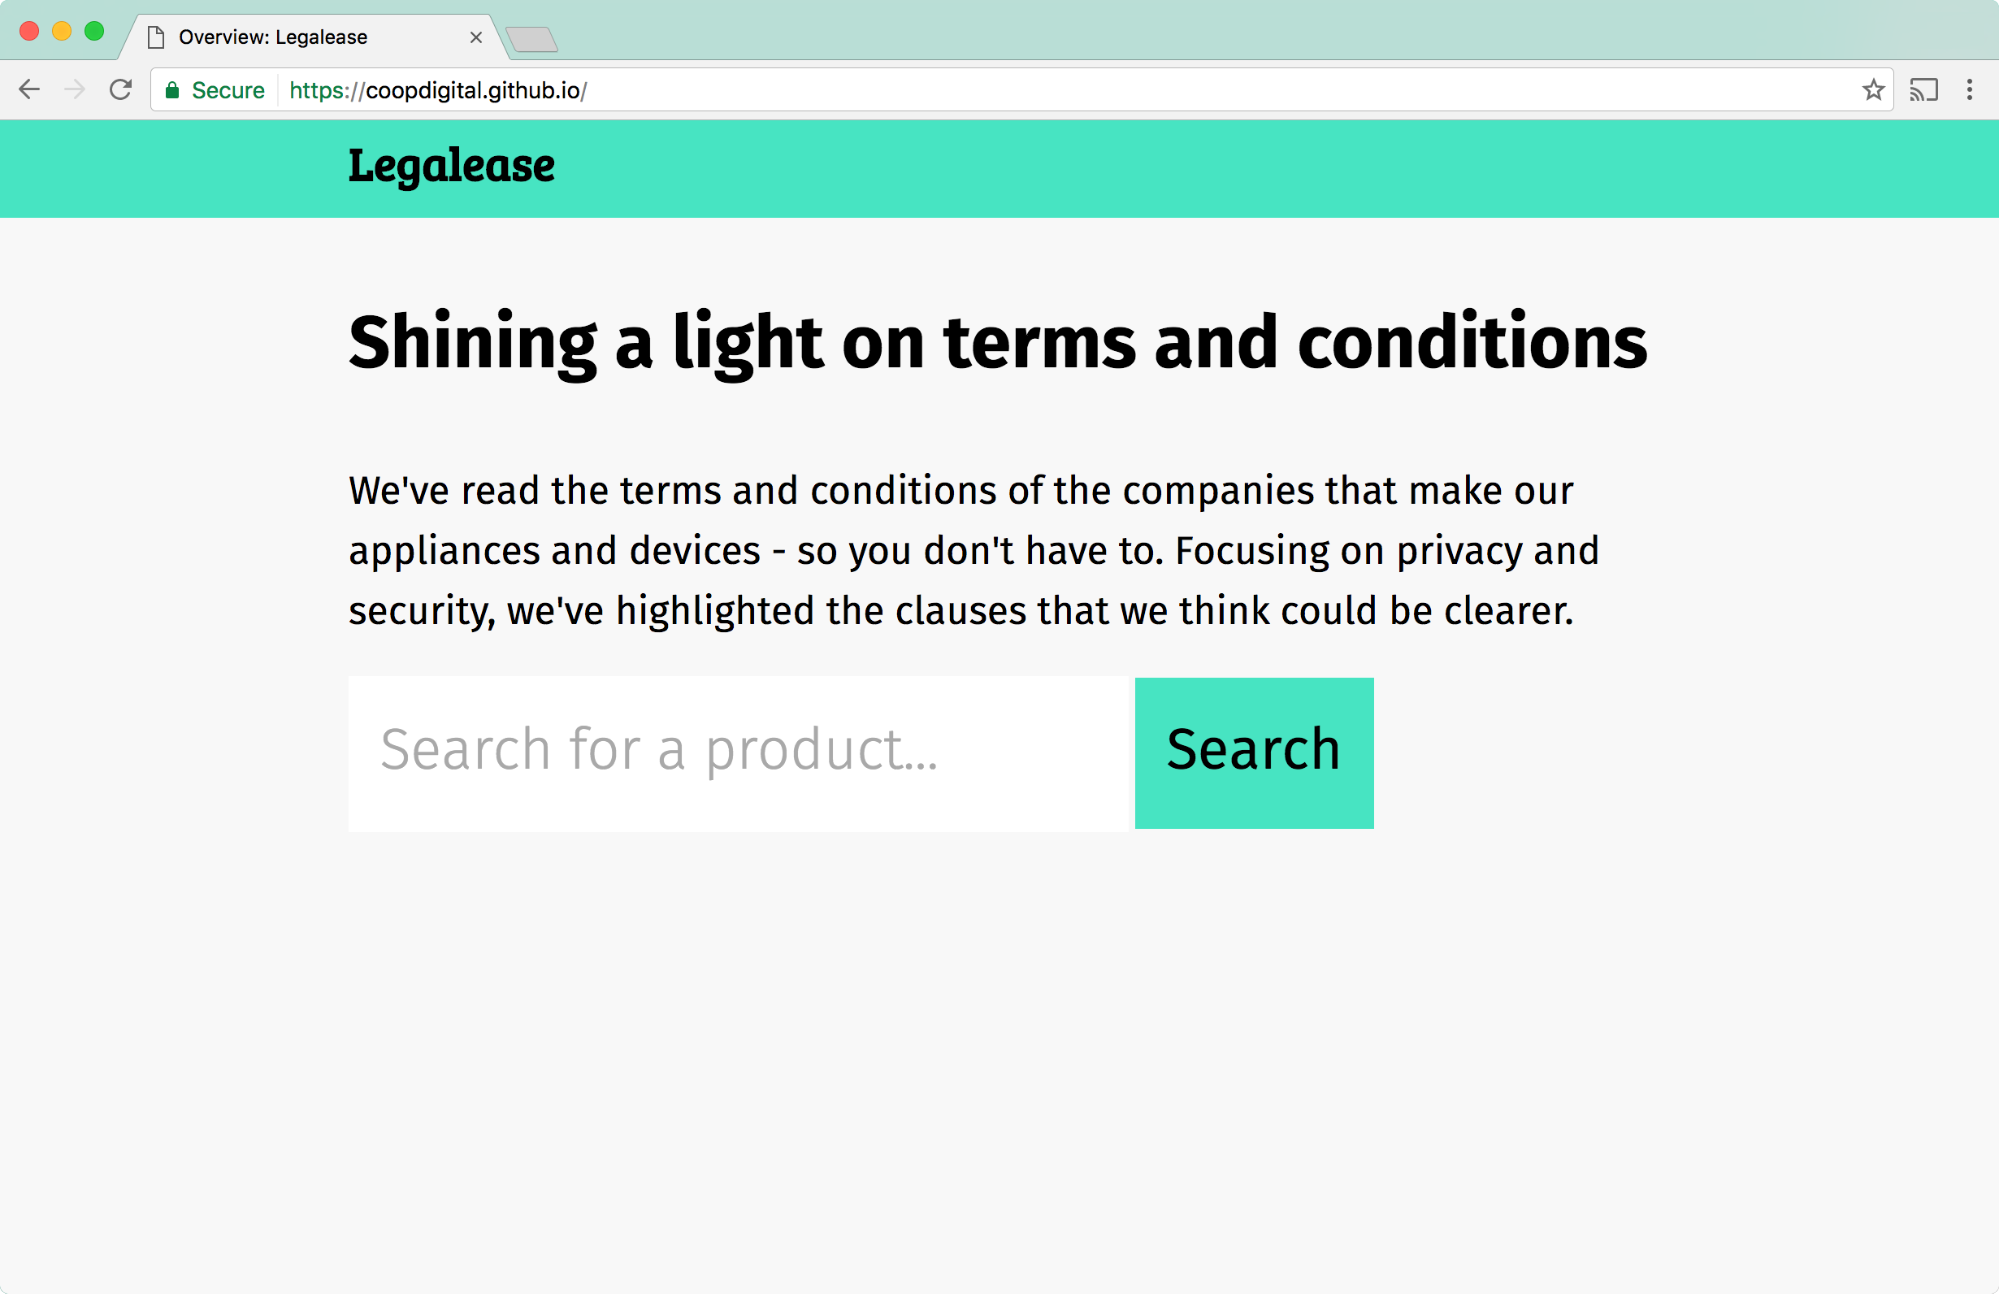 Overview: Legalease
Secure https://coopdigital.github.io/
Legalease
Shining a light on terms and conditions
We've read the terms and conditions of the companies that make our
appliances and devices - so you don't have to. Focusing on privacy and
security, we've highlighted the clauses that we think could be clearer.
Search for a product...
Search